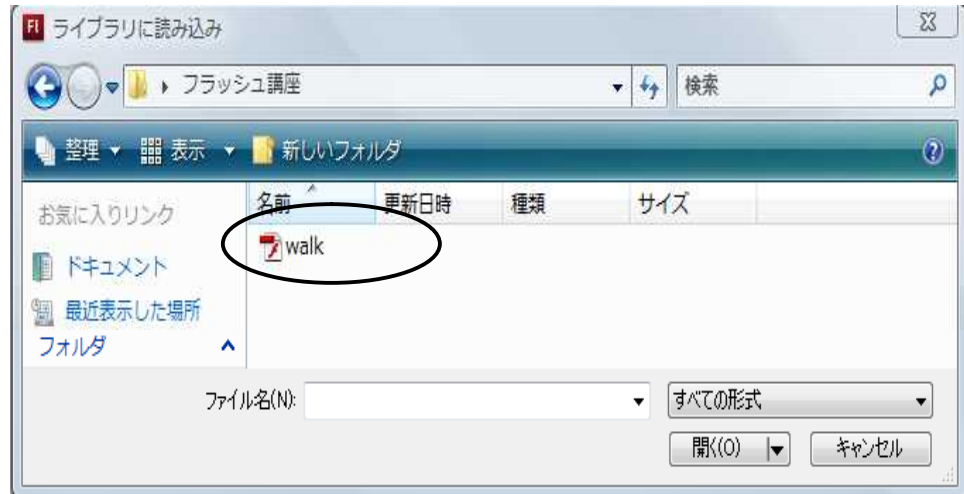 Fl ライブラリに読み込み
フラッシュ講座 検索
整理 表示 新しいフォルダ
お気に入りリンク 名前 更新日時 種類 サイズ
walk
ドキュメント
最近表示した場所
フォルダ
ファイル名(N): すべての形式
開く(O) キャンセル